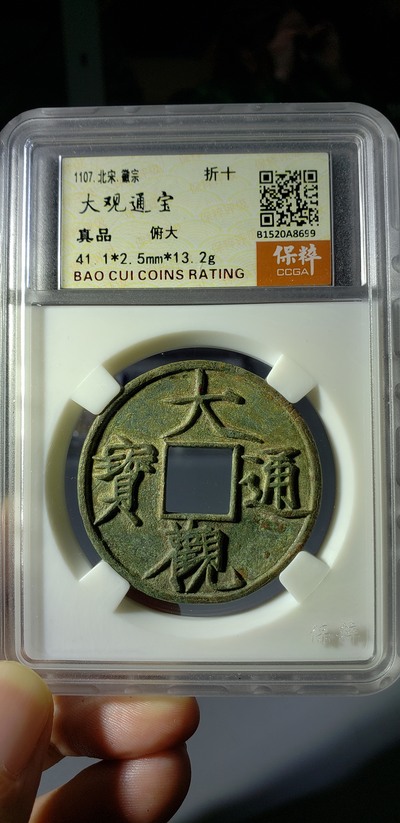 1107.北宋.徽宗
折十
大观通宝
真品 俯大
41.1*2.5mm*13.2g
BAO CUI COINS RATING
B1520A8699
保粹
CCGA
大
通
寶
觀